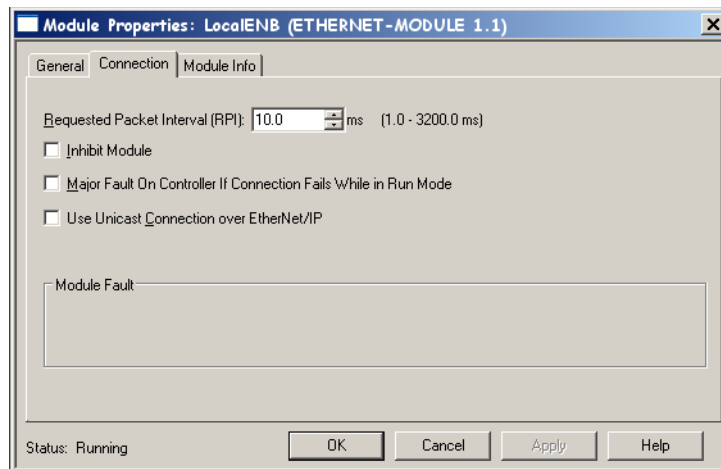 Module Properties: LocalENB (ETHERNET-MODULE 1.1)
General Connection Module Info
Requested Packet Interval (RPI): 10.0 ms (1.0 - 3200.0 ms)
Inhibit Module
Major Fault On Controller If Connection Fails While in Run Mode
Use Unicast Connection over EtherNet/IP
Module Fault
Status: Running OK Cancel Apply Help